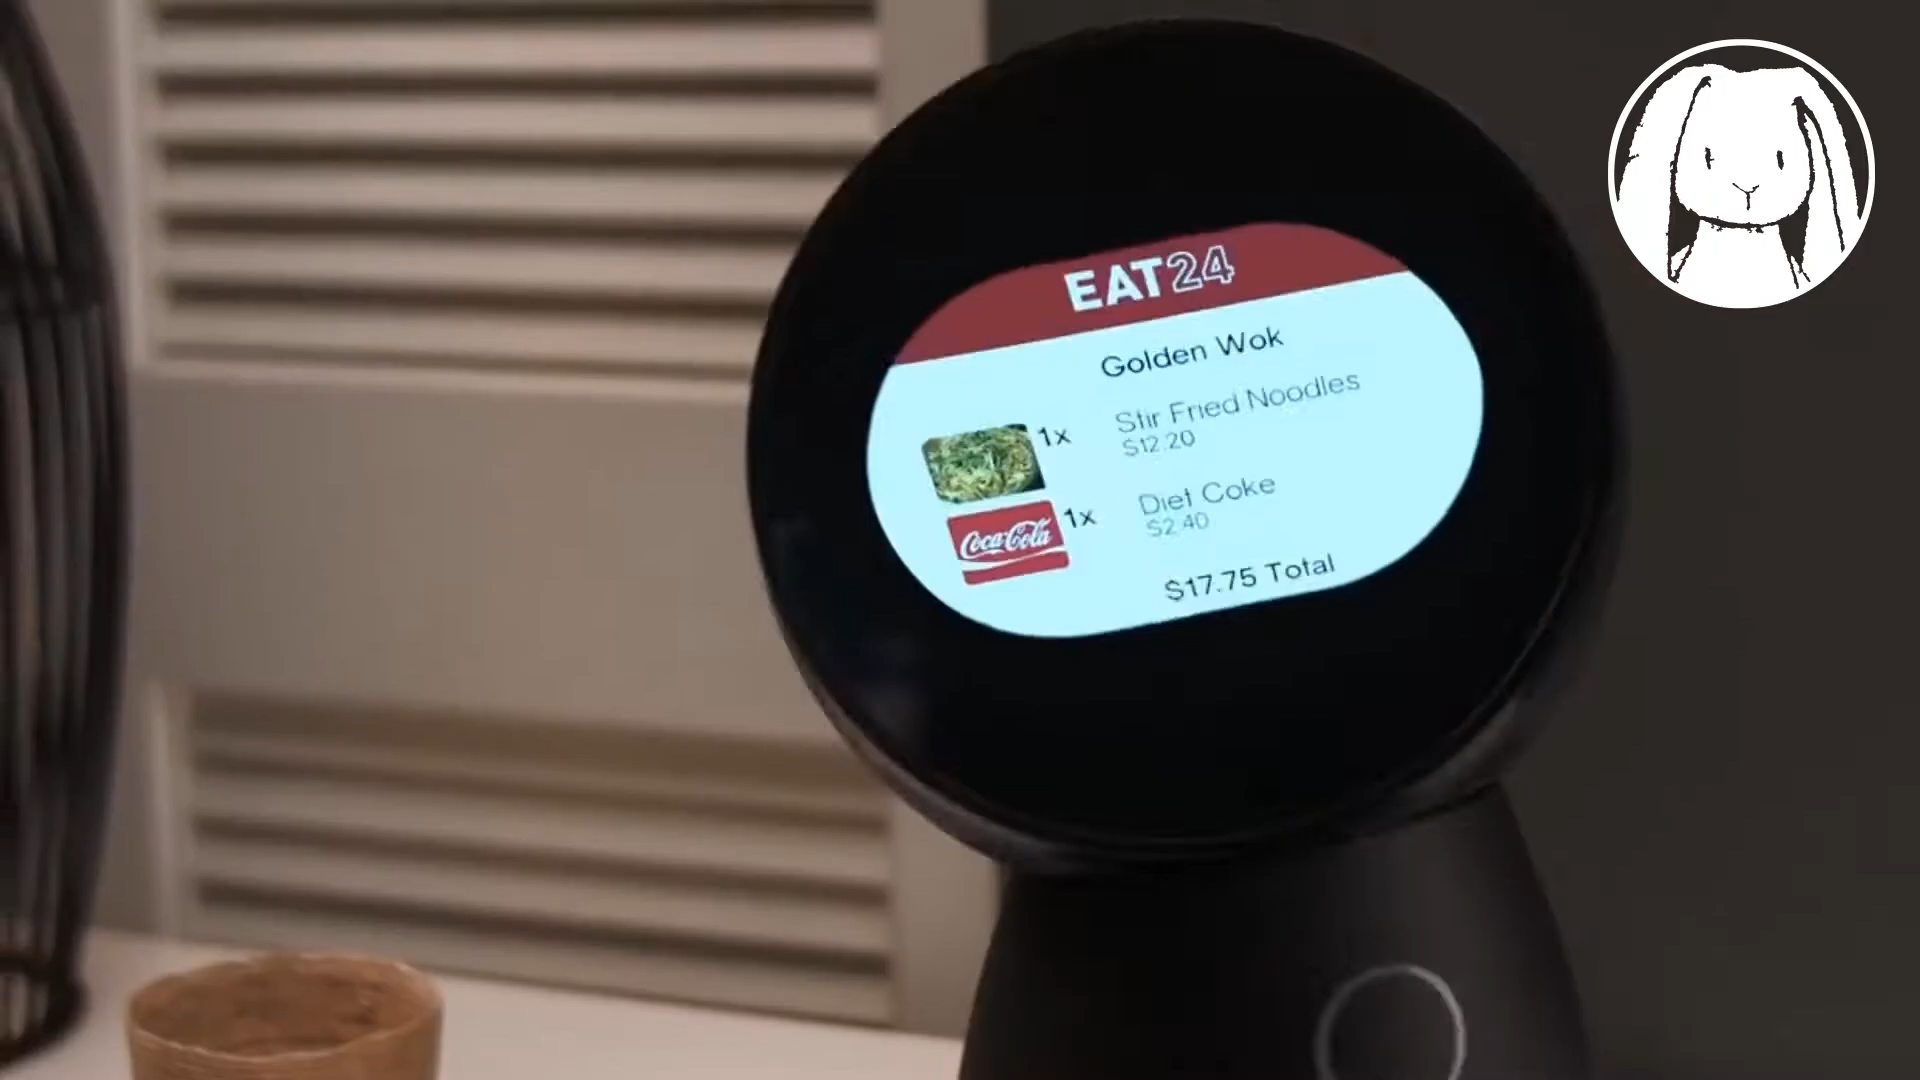 EAT24
Golden Wok
1x Stir Fried Noodles
$12.20
Coca-Cola
1x Diet Coke
$2.40
$17.75 Total